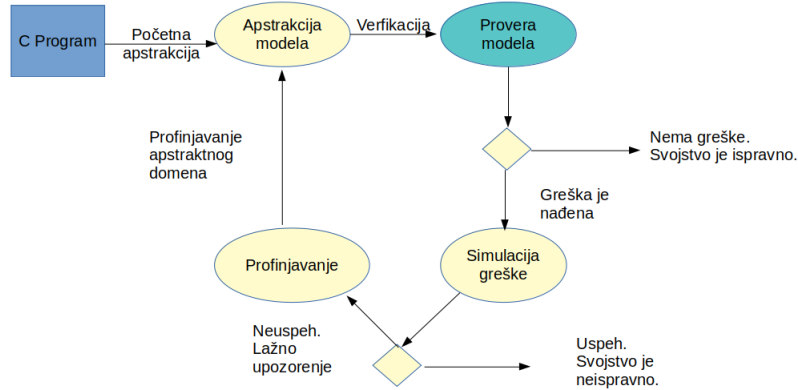 C Program
Početna
apstrakcija
Apstrakcija
modela
Verfikacija
Provera
modela
Nema greške.
Svojstvo je ispravno.
Greška je
nađena
Simulacija
greške
Uspeh.
Svojstvo je
neispravno.
Neuspeh.
Lažno
upozorenje
Profinjavanje
Profinjavanje
apstraktnog
domena